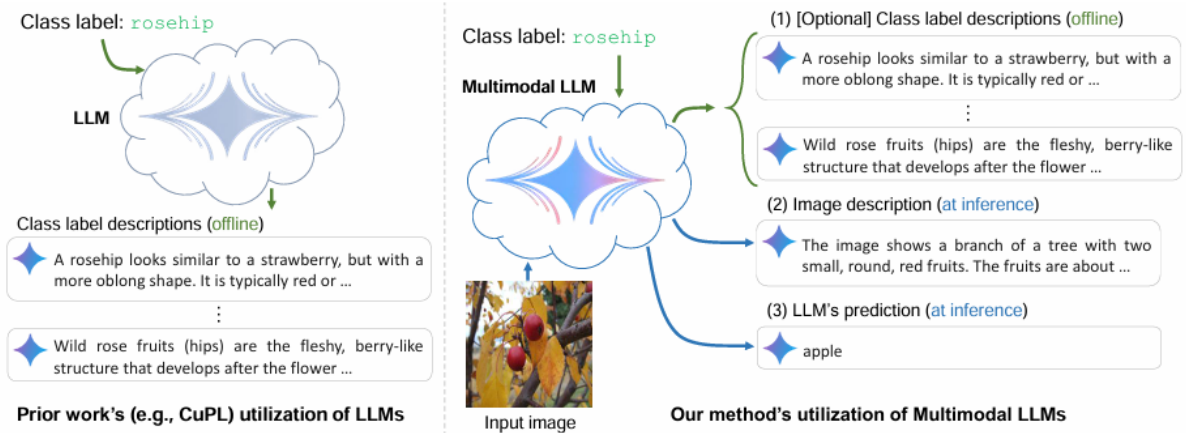 Class label: rosehip
LLM
Class label descriptions (offline)
A rosehip looks similar to a strawberry, but with a
more oblong shape. It is typically red or ...
⋮
Wild rose fruits (hips) are the fleshy, berry-like
structure that develops after the flower ...
Prior work's (e.g., CuPL) utilization of LLMs
Class label: rosehip
Multimodal LLM
Input image
(1) [Optional] Class label descriptions (offline)
A rosehip looks similar to a strawberry, but with a
more oblong shape. It is typically red or ...
⋮
Wild rose fruits (hips) are the fleshy, berry-like
structure that develops after the flower ...
(2) Image description (at inference)
The image shows a branch of a tree with two
small, round, red fruits. The fruits are about ...
(3) LLM's prediction (at inference)
apple
Our method's utilization of Multimodal LLMs